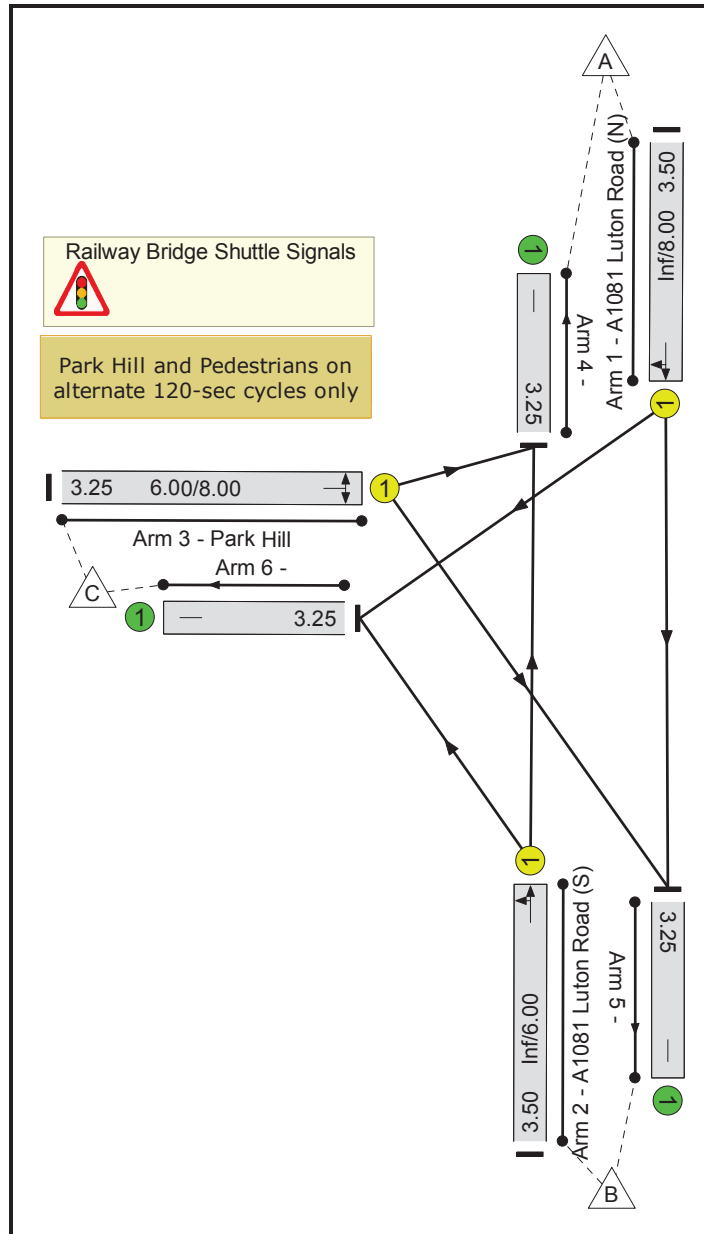 A
Arm 1 - A1081 Luton Road (N)
Inf/8.00 3.50
1
Railway Bridge Shuttle Signals
1
3.25
Arm 4 -
Park Hill and Pedestrians on
alternate 120-sec cycles only
1
3.25 6.00/8.00
1
Arm 3 - Park Hill
Arm 6 -
C
1
3.25
1
3.50 Inf/6.00
Arm 2 - A1081 Luton Road (S)
Arm 5 -
3.25
1
B